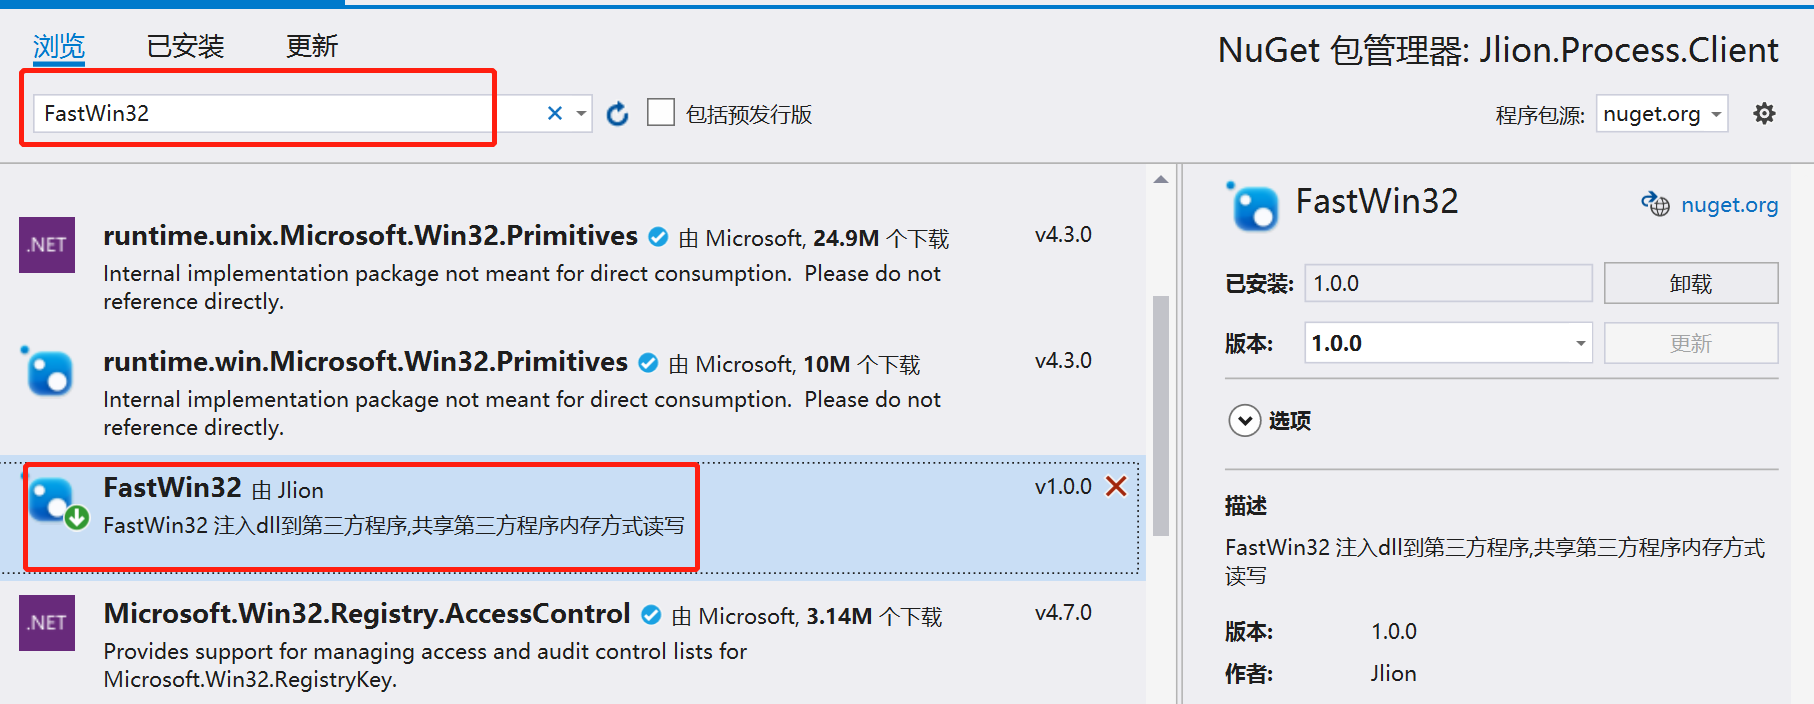 浏览 已安装 更新
NuGet 包管理器: Jlion.Process.Client
FastWin32
包括预发行版
程序包源: nuget.org
.NET
runtime.unix.Microsoft.Win32.Primitives 由 Microsoft, 24.9M 个下载 v4.3.0
Internal implementation package not meant for direct consumption. Please do not
reference directly.
runtime.win.Microsoft.Win32.Primitives 由 Microsoft, 10M 个下载 v4.3.0
Internal implementation package not meant for direct consumption. Please do not
reference directly.
FastWin32 由 Jlion v1.0.0
FastWin32 注入dll到第三方程序,共享第三方程序内存方式读写
.NET
Microsoft.Win32.Registry.AccessControl 由 Microsoft, 3.14M 个下载 v4.7.0
Provides support for managing access and audit control lists for
Microsoft.Win32.RegistryKey.
FastWin32 nuget.org
已安装: 1.0.0 卸载
版本: 1.0.0 更新
选项
描述
FastWin32 注入dll到第三方程序,共享第三方程序内存方式
读写
版本: 1.0.0
作者: Jlion